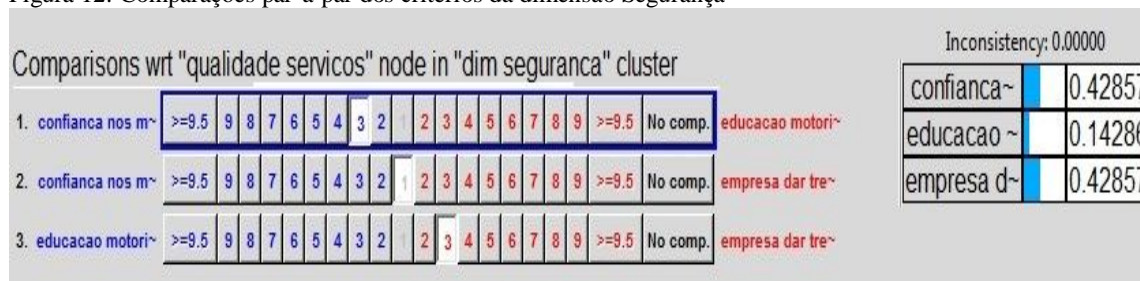 Figura 12: Comparações par-a-par dos critérios da dimensão Segurança
Comparisons wrt "qualidade servicos" node in "dim seguranca" cluster
1. confianca nos m~ >=9.5 9 8 7 6 5 4 3 2 1 2 3 4 5 6 7 8 9 >=9.5 No comp. educacao motori~
2. confianca nos m~ >=9.5 9 8 7 6 5 4 3 2 1 2 3 4 5 6 7 8 9 >=9.5 No comp. empresa dar tre~
3. educacao motori~ >=9.5 9 8 7 6 5 4 3 2 1 2 3 4 5 6 7 8 9 >=9.5 No comp. empresa dar tre~
Inconsistency: 0.00000
confianca~ 0.42857
educacao ~ 0.14286
empresa d~ 0.42857